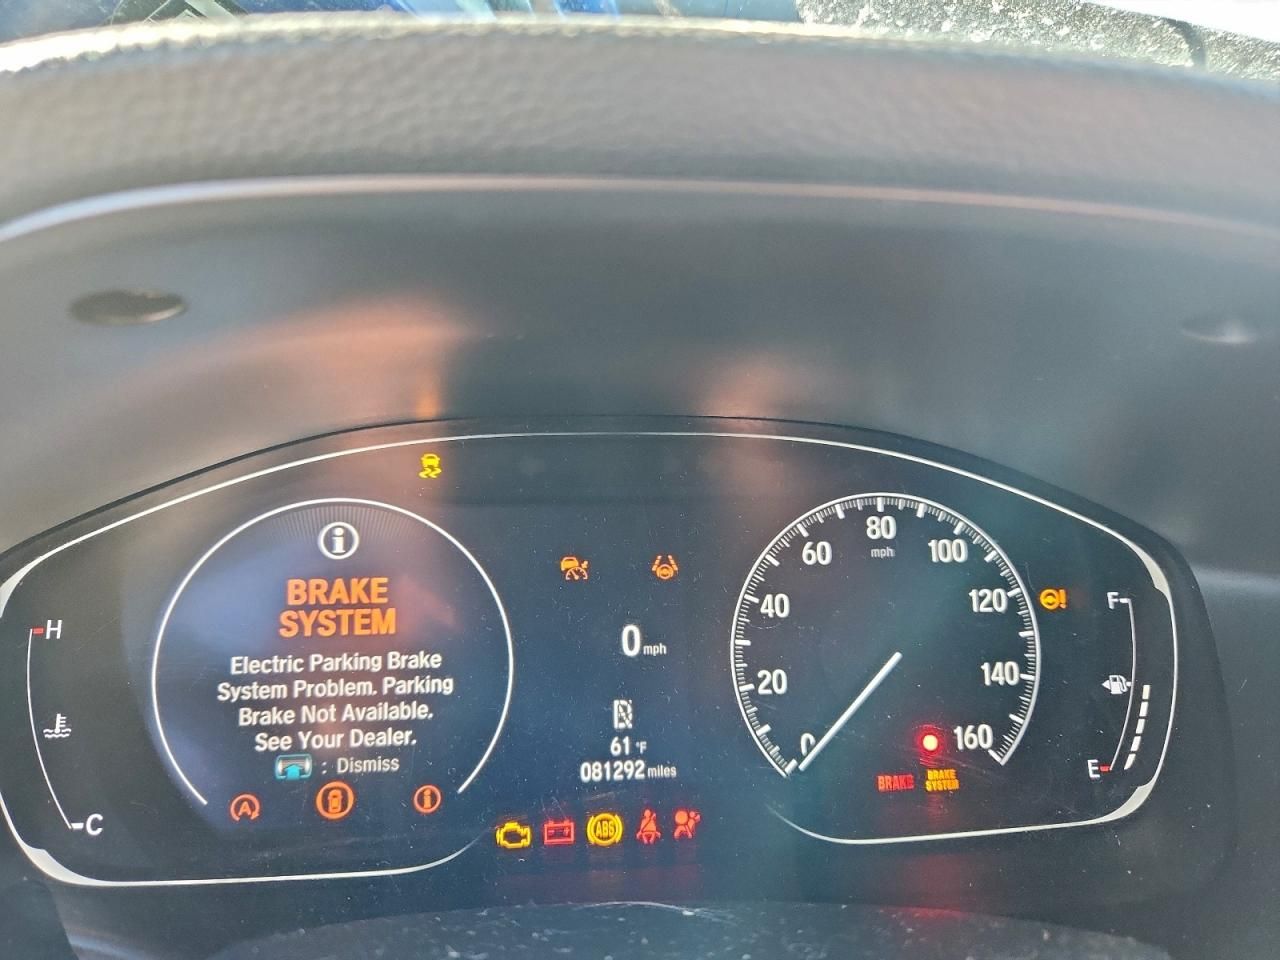 BRAKE
SYSTEM
Electric Parking Brake
System Problem. Parking
Brake Not Available.
See Your Dealer.
: Dismiss
H
C
A
0 mph
61 °F
081292 miles
ABS
0
20
40
60
80
100
120
140
160
mph
BRAKE
BRAKE
SYSTEM
F
E